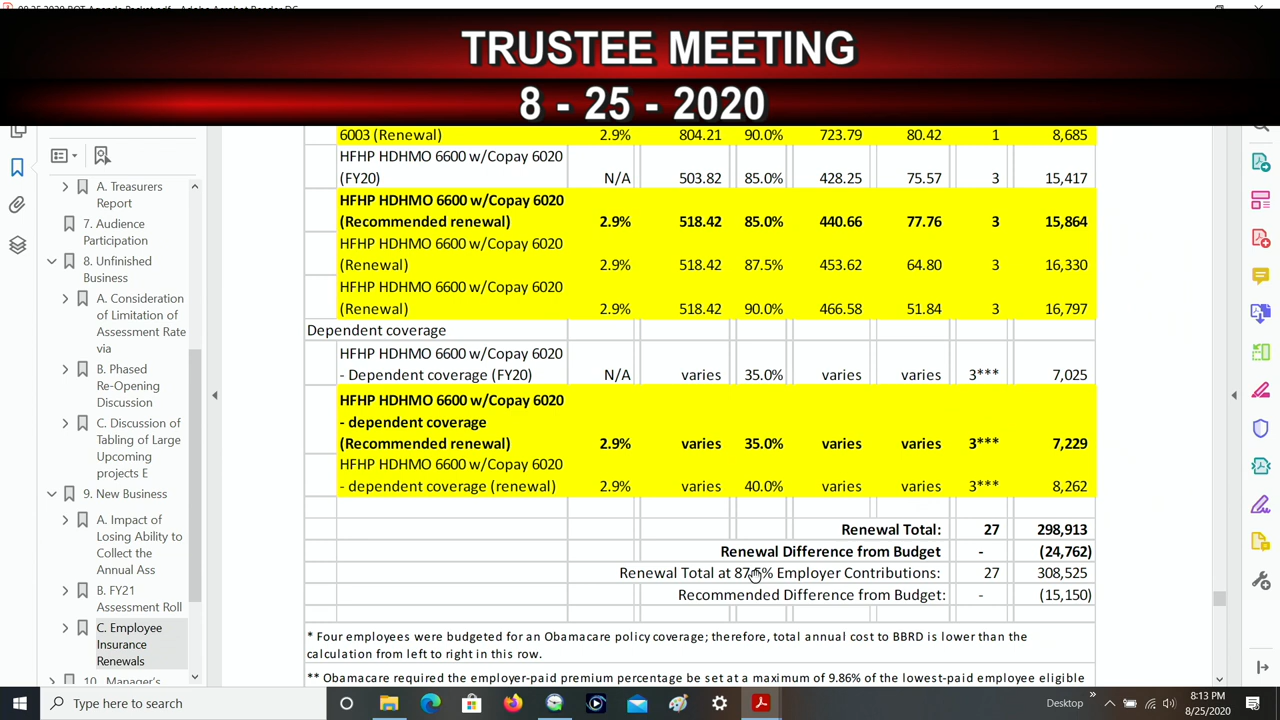 TRUSTEE MEETING
8 - 25 - 2020
6003 (Renewal) 2.9% 804.21 90.0% 723.79 80.42 1 8,685
HFHP HDHMO 6600 w/Copay 6020
(FY20) N/A 503.82 85.0% 428.25 75.57 3 15,417
HFHP HDHMO 6600 w/Copay 6020
(Recommended renewal) 2.9% 518.42 85.0% 440.66 77.76 3 15,864
HFHP HDHMO 6600 w/Copay 6020
(Renewal) 2.9% 518.42 87.5% 453.62 64.80 3 16,330
HFHP HDHMO 6600 w/Copay 6020
(Renewal) 2.9% 518.42 90.0% 466.58 51.84 3 16,797
Dependent coverage
HFHP HDHMO 6600 w/Copay 6020
- Dependent coverage (FY20) N/A varies 35.0% varies varies 3*** 7,025
HFHP HDHMO 6600 w/Copay 6020
- dependent coverage
(Recommended renewal) 2.9% varies 35.0% varies varies 3*** 7,229
HFHP HDHMO 6600 w/Copay 6020
- dependent coverage (renewal) 2.9% varies 40.0% varies varies 3*** 8,262
Renewal Total: 27 298,913
Renewal Difference from Budget - (24,762)
Renewal Total at 87.5% Employer Contributions: 27 308,525
Recommended Difference from Budget: - (15,150)
* Four employees were budgeted for an Obamacare policy coverage; therefore, total annual cost to BBRD is lower than the
calculation from left to right in this row.
** Obamacare required the employer-paid premium percentage be set at a maximum of 9.86% of the lowest-paid employee eligible
A. Treasurers
Report
7. Audience
Participation
8. Unfinished
Business
A. Consideration
of Limitation of
Assessment Rate
via
B. Phased
Re-Opening
Discussion
C. Discussion of
Tabling of Large
Upcoming
projects E
9. New Business
A. Impact of
Losing Ability to
Collect the
Annual Ass
B. FY21
Assessment Roll
C. Employee
Insurance
Renewals
10. Manager's
Type here to search
Desktop
8:13 PM
8/25/2020